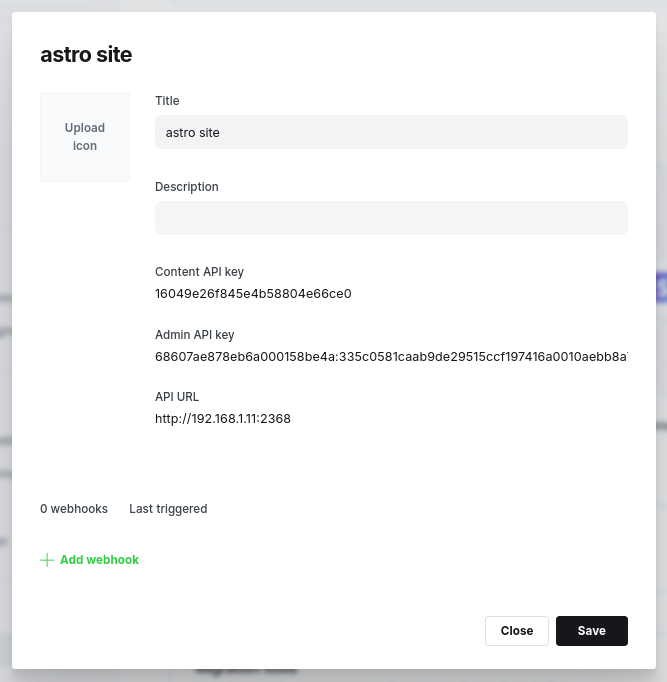 astro site
Upload
icon
Title
astro site
Description
Content API key
16049e26f845e4b58804e66ce0
Admin API key
68607ae878eb6a000158be4a:335c0581caab9de29515ccf197416a0010aebb8a
API URL
http://192.168.1.11:2368
0 webhooks Last triggered
Add webhook
Close Save